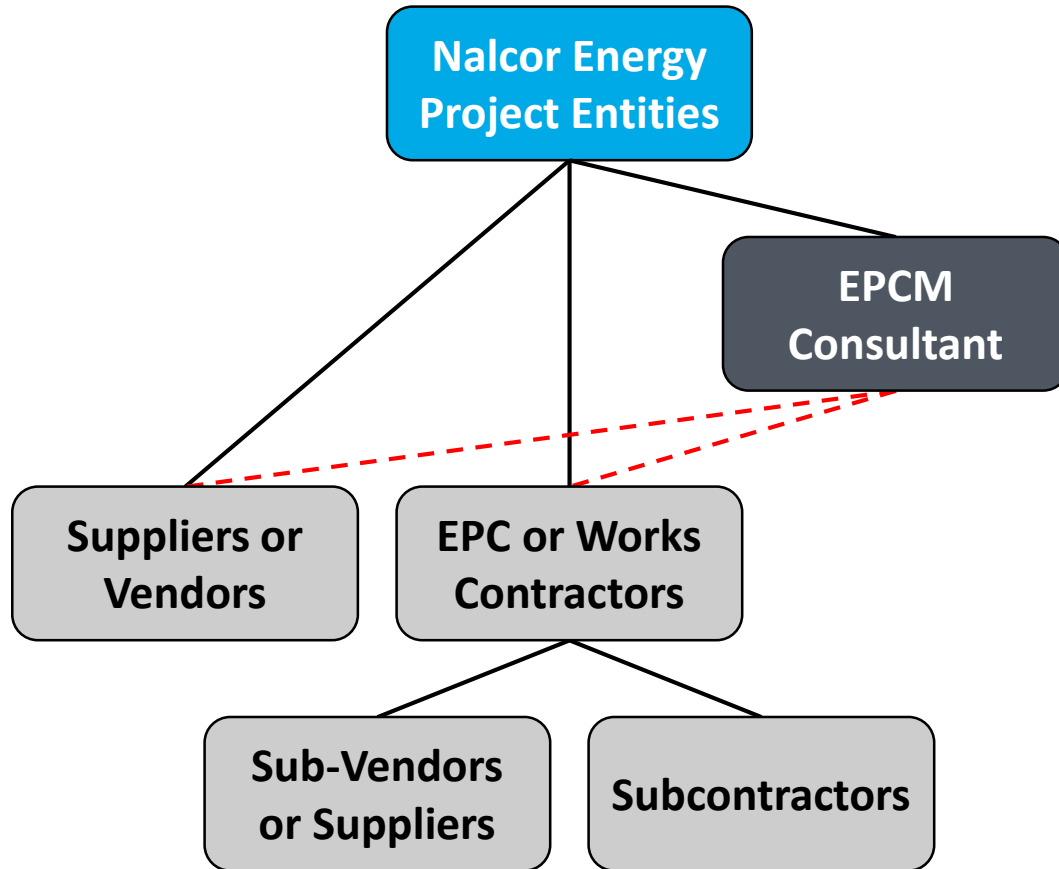 Nalcor Energy
Project Entities
EPCM
Consultant
Suppliers or
Vendors
EPC or Works
Contractors
Sub-Vendors
or Suppliers
Subcontractors